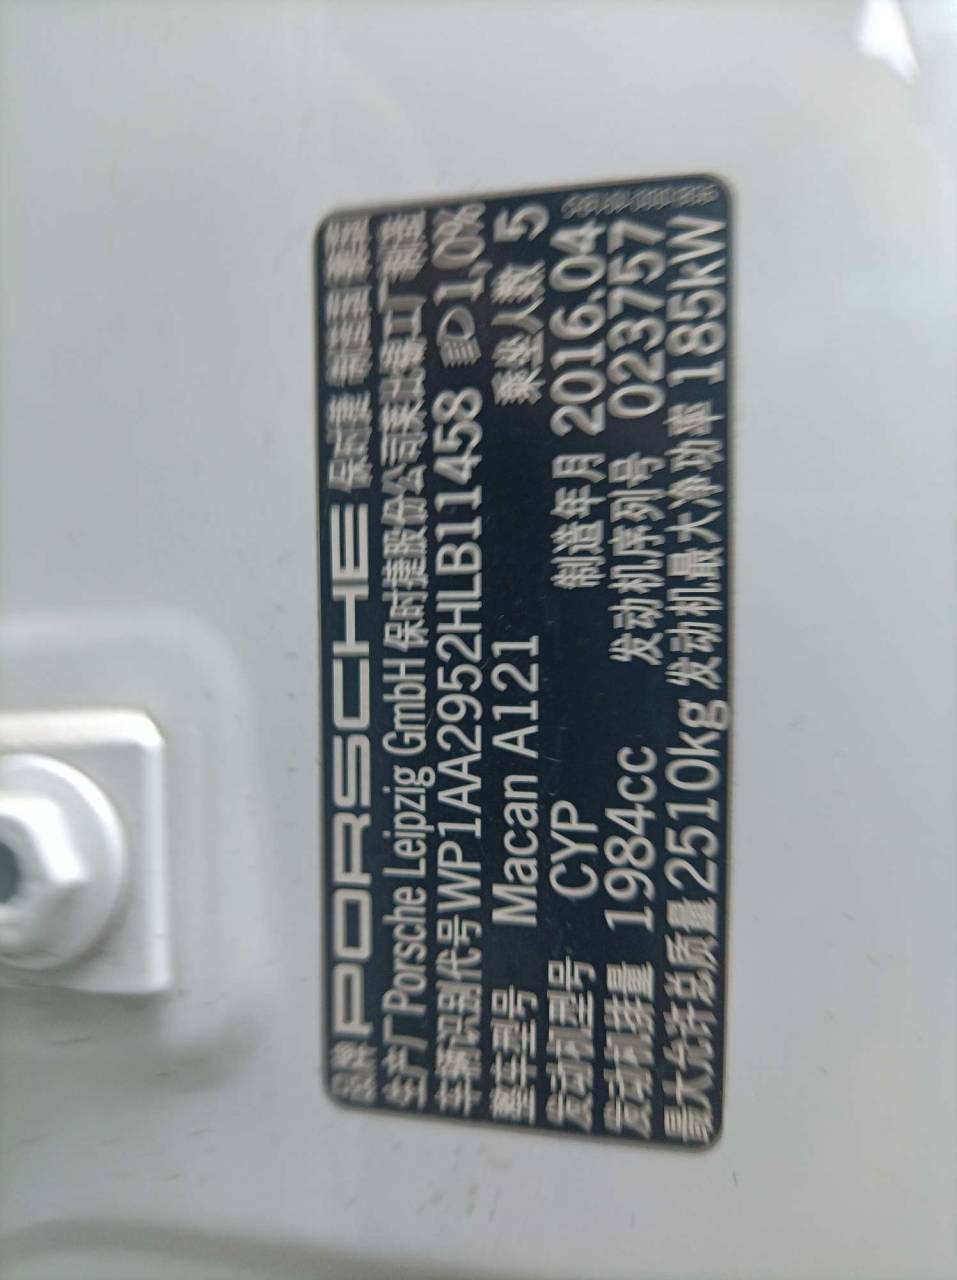 品牌 PORSCHE 保时捷 制造国 德国
生产厂 Porsche Leipzig GmbH 保时捷股份公司莱比锡工厂 制造
车辆识别代号 WP1AA2952HLB11458 1,0%
整车型号 Macan A121 乘坐人数 5
发动机型号 CYP 制造年月 2016.04
发动机排量 1984cc 发动机序列号 023757
最大允许总质量 2510kg 发动机最大净功率 185kW